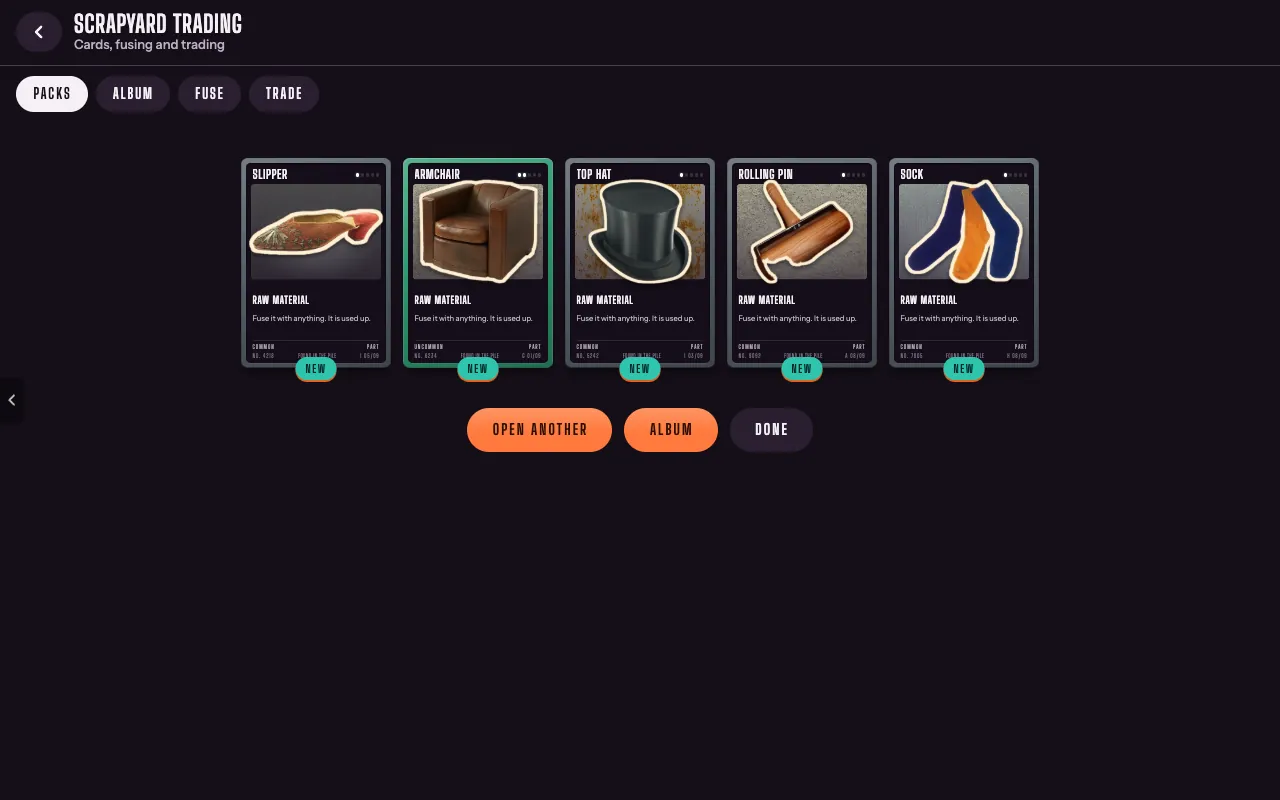 SCRAPYARD TRADING
Cards, fusing and trading
PACKS
ALBUM
FUSE
TRADE
SLIPPER
RAW MATERIAL
Fuse it with anything. It is used up.
COMMON
PART
NEW
ARMCHAIR
RAW MATERIAL
Fuse it with anything. It is used up.
UNCOMMON
PART
NEW
TOP HAT
RAW MATERIAL
Fuse it with anything. It is used up.
COMMON
PART
NEW
ROLLING PIN
RAW MATERIAL
Fuse it with anything. It is used up.
COMMON
PART
NEW
SOCK
RAW MATERIAL
Fuse it with anything. It is used up.
COMMON
PART
NEW
OPEN ANOTHER
ALBUM
DONE